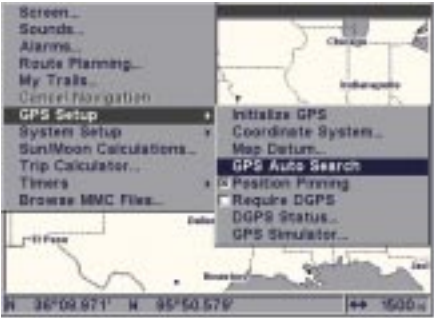 Screen...
Sounds...
Alarms...
Route Planning...
My Trails...
Cancel Navigation
GPS Setup
System Setup
Sun/Moon Calculations...
Trip Calculator...
Timers
Browse MMC Files...
Initialize GPS
Coordinate System...
Map Datum...
GPS Auto Search
Position Pinning
Require DGPS
DGPS Status...
GPS Simulator...
Chicago
Indianapolis
Dallas
El Paso
Houston
N 36°08.971' W 95°50.579' ↔ 1500